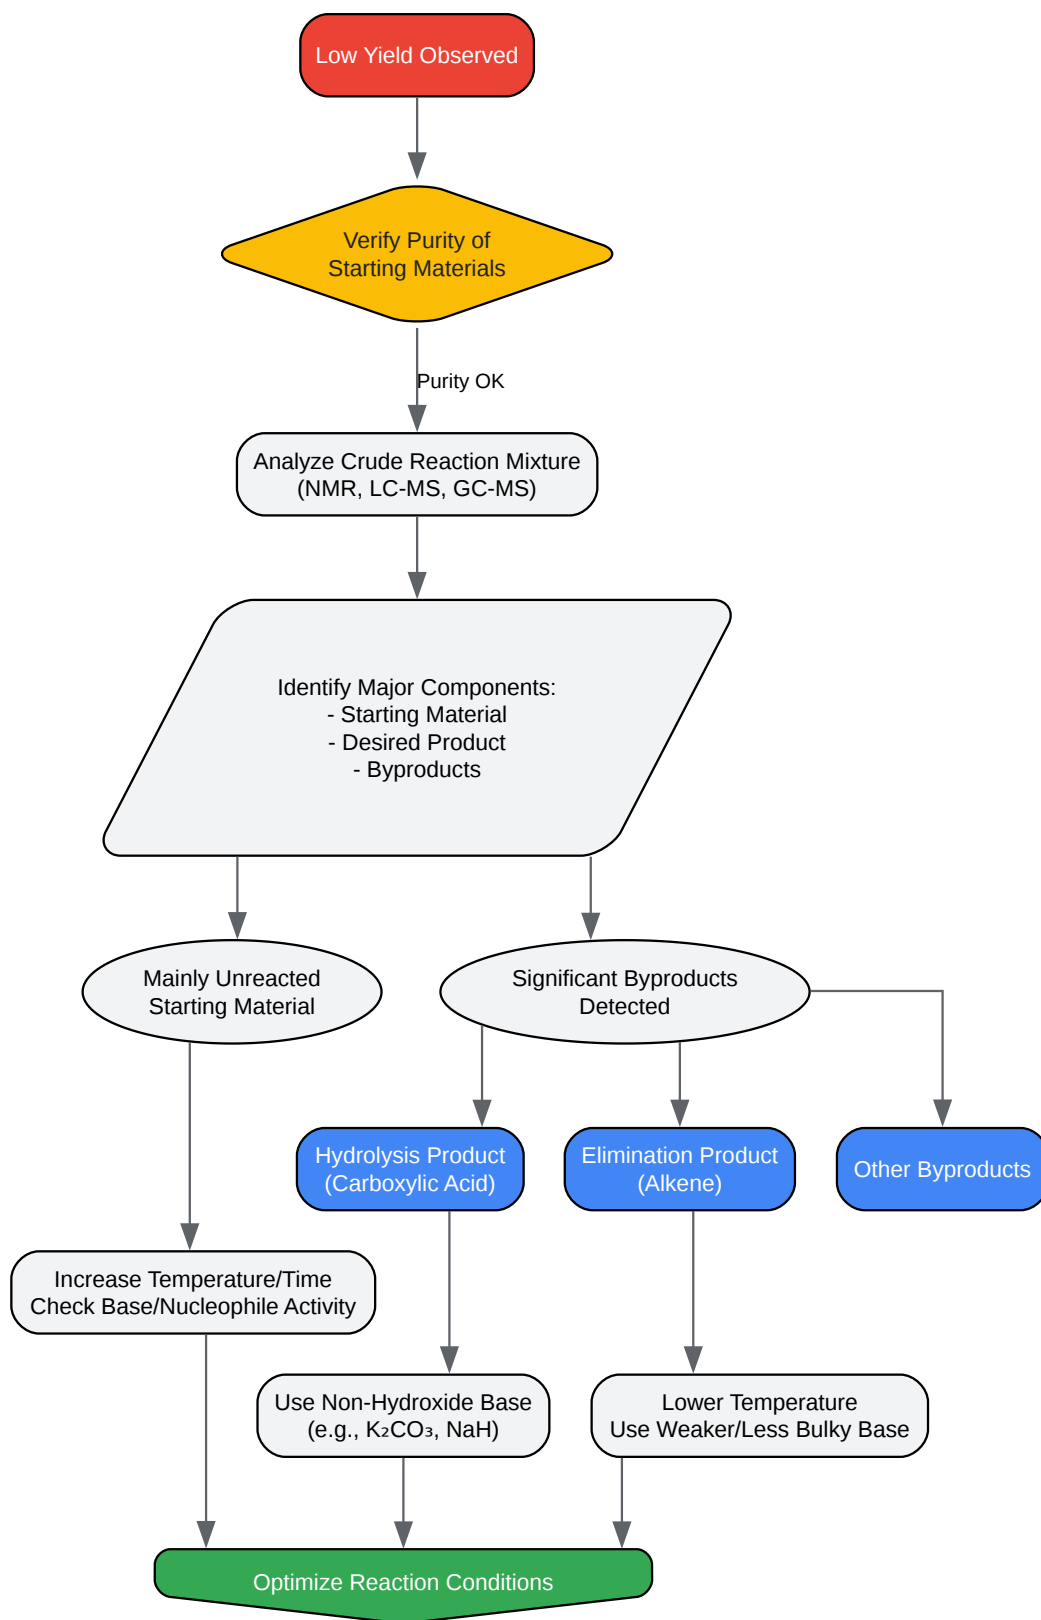 Low Yield Observed
Verify Purity of
Starting Materials
Purity OK
Analyze Crude Reaction Mixture
(NMR, LC-MS, GC-MS)
Identify Major Components:
- Starting Material
- Desired Product
- Byproducts
Mainly Unreacted
Starting Material
Significant Byproducts
Detected
Hydrolysis Product
(Carboxylic Acid)
Elimination Product
(Alkene)
Other Byproducts
Increase Temperature/Time
Check Base/Nucleophile Activity
Use Non-Hydroxide Base
(e.g., K₂CO₃, NaH)
Lower Temperature
Use Weaker/Less Bulky Base
Optimize Reaction Conditions